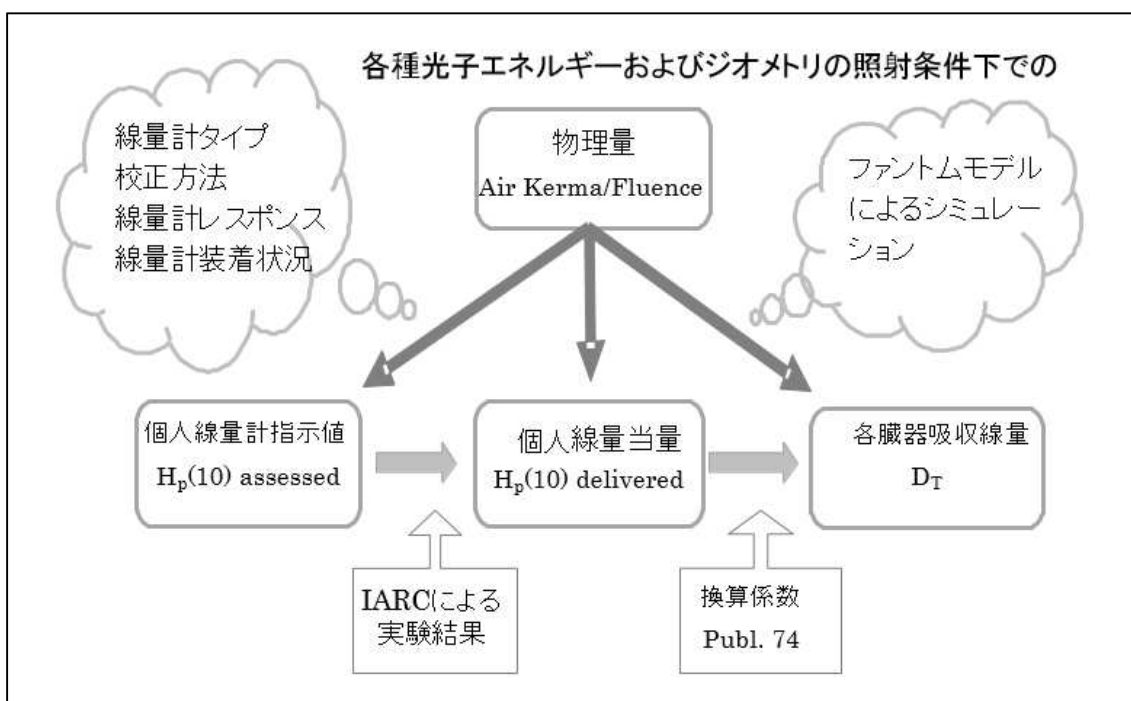 各種光子エネルギーおよびジオメトリの照射条件下での
線量計タイプ
校正方法
線量計レスポンス
線量計装着状況
物理量
Air Kerma/Fluence
ファントムモデル
によるシミュレー
ション
個人線量計指示値
Hp(10) assessed
個人線量当量
Hp(10) delivered
各臓器吸収線量
DT
IARCによる
実験結果
換算係数
Publ. 74